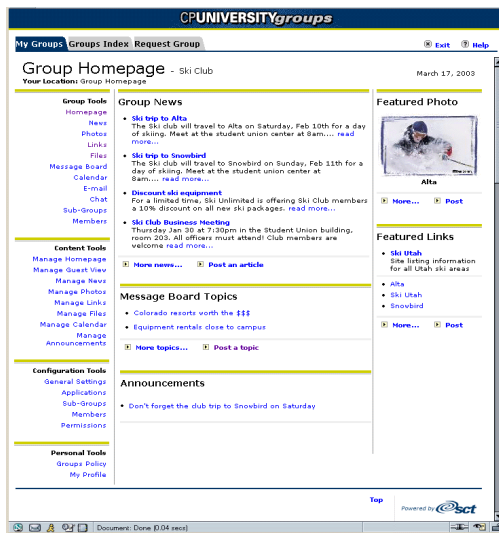 CPUNIVERSITYgroups
My Groups Groups Index Request Group
Exit Help
Group Homepage - Ski Club
March 17, 2003
Your Location: Group Homepage
Group Tools
Homepage
News
Photos
Links
Files
Message Board
Calendar
E-mail
Chat
Sub-Groups
Members
Content Tools
Manage Homepage
Manage Guest View
Manage News
Manage Photos
Manage Links
Manage Files
Manage Calendar
Manage
Announcements
Configuration Tools
General Settings
Applications
Sub-Groups
Members
Permissions
Personal Tools
Groups Policy
My Profile
Group News
Ski trip to Alta
The Ski club will travel to Alta on Saturday, Feb 10th for a day
of skiing. Meet at the student union center at 8am.... read
more...
Ski trip to Snowbird
The Ski club will travel to Snowbird on Sunday, Feb 11th for a
day of skiing. Meet at the student union center at
8am.... read more...
Discount ski equipment
For a limited time, Ski Unlimited is offering Ski Club members
a 10% discount on all new ski packages. read more...
Ski Club Business Meeting
Thursday Jan 30 at 7:30pm in the Student Union building,
room 203. All officers must attend! Club members are
welcome read more...
More news... Post an article
Message Board Topics
Colorado resorts worth the $$$
Equipment rentals close to campus
More topics... Post a topic
Announcements
Don't forget the club trip to Snowbird on Saturday
Featured Photo
Alta
More... Post
Featured Links
Ski Utah
Site listing information
for all Utah ski areas
Alta
Ski Utah
Snowbird
More... Post
Top
Powered by sct
Document: Done (0.04 secs)